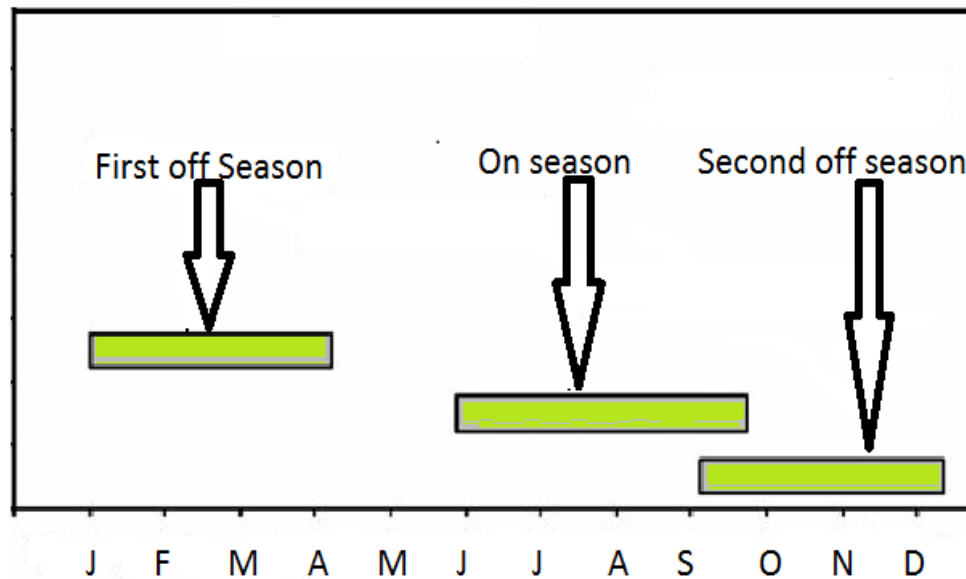 First off Season
On season
Second off season
J F M A M J J A S O N D